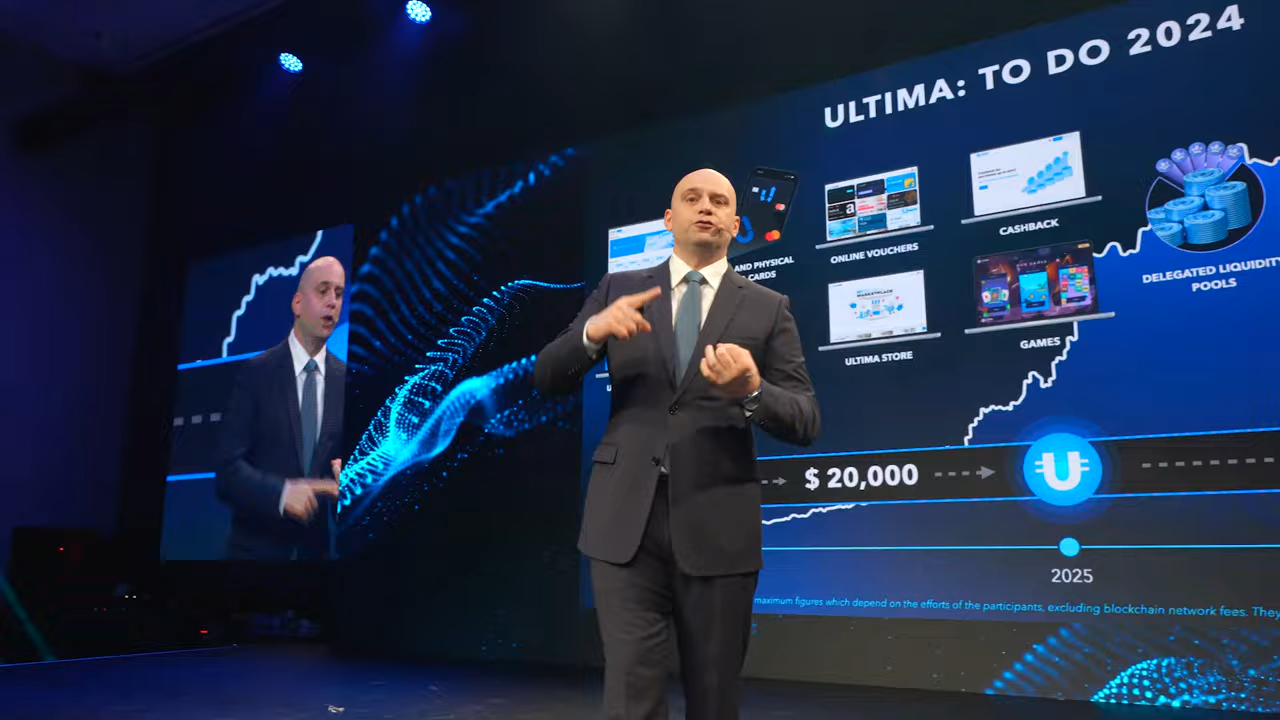 ULTIMA: TO DO 2024
AND PHYSICAL
CARDS
ONLINE VOUCHERS
CASHBACK
DELEGATED LIQUIDITY
POOLS
MARKETPLACE
ULTIMA STORE
GAMES
$ 20,000
U
2025
maximum figures which depend on the efforts of the participants, excluding blockchain network fees. They